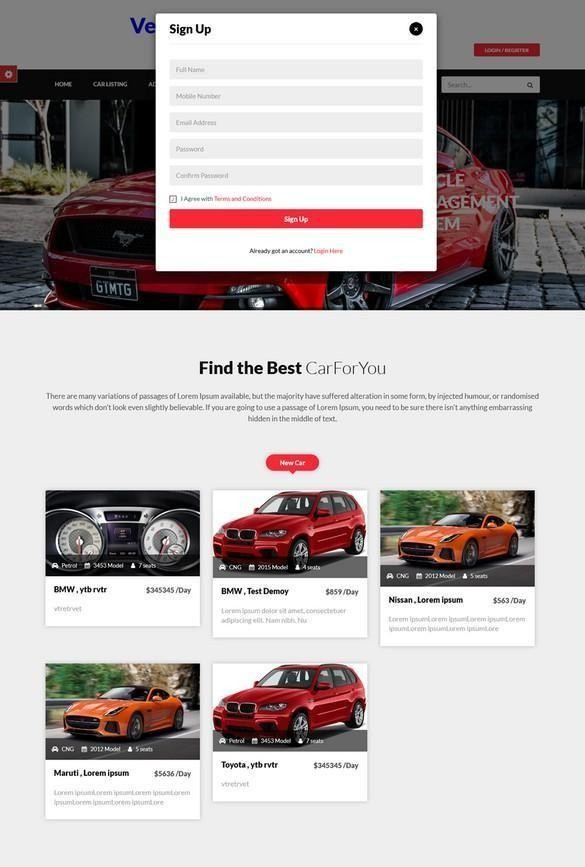 Ve
Sign Up
LOGIN / REGISTER
Full Name
HOME
CAR LISTING
Search...
Mobile Number
Email Address
Password
Confirm Password
I Agree with Terms and Conditions
Sign Up
Already got an account? Login Here
GTMTG
Find the Best CarForYou
There are many variations of passages of Lorem Ipsum available, but the majority have suffered alteration in some form, by injected humour, or randomised
words which don't look even slightly believable. If you are going to use a passage of Lorem Ipsum, you need to be sure there isn't anything embarrassing
hidden in the middle of text.
New Car
Petrol 3453 Model 7 seats
BMW , ytb rvtr $345345 /Day
vtretrvet
CNG 2015 Model 4 seats
BMW , Test Demoy $859 /Day
Lorem ipsum dolor sit amet, consectetuer
adipiscing elit. Nam nibh. Nu
CNG 2012 Model 5 seats
Nissan , Lorem ipsum $563 /Day
Lorem ipsumLorem ipsumLorem ipsumLorem
ipsumLorem ipsumLorem ipsumLore
CNG 2012 Model 5 seats
Maruti , Lorem ipsum $5636 /Day
Lorem ipsumLorem ipsumLorem ipsumLorem
ipsumLorem ipsumLorem ipsumLore
Petrol 3453 Model 7 seats
Toyota , ytb rvtr $345345 /Day
vtretrvet